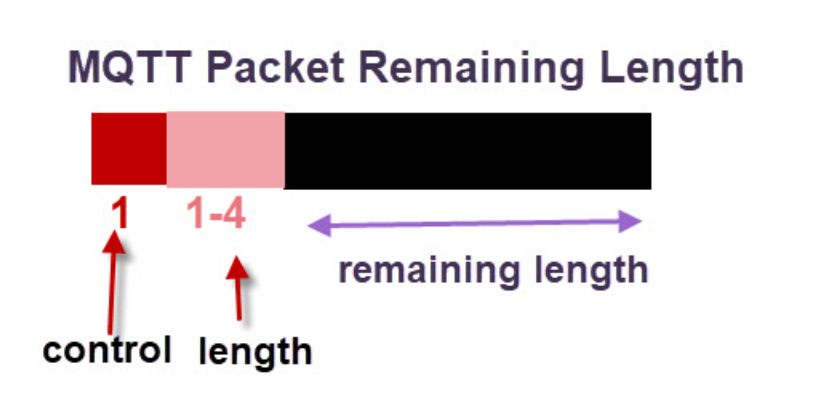 MQTT Packet Remaining Length
1 1-4
remaining length
control length